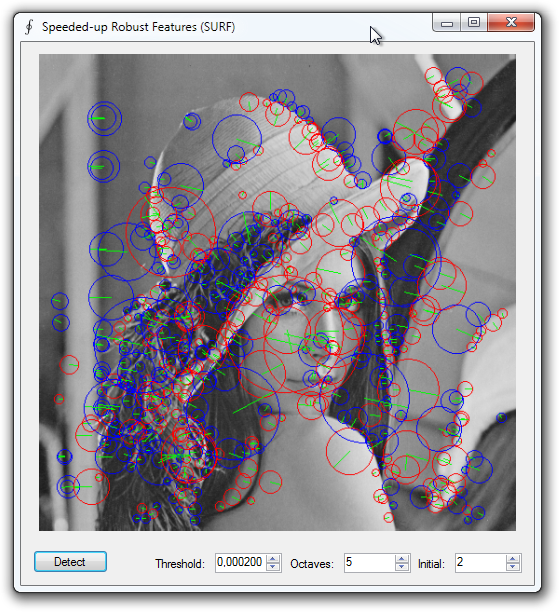 Speeded-up Robust Features (SURF)
Detect Threshold: 0,000200 Octaves: 5 Initial: 2